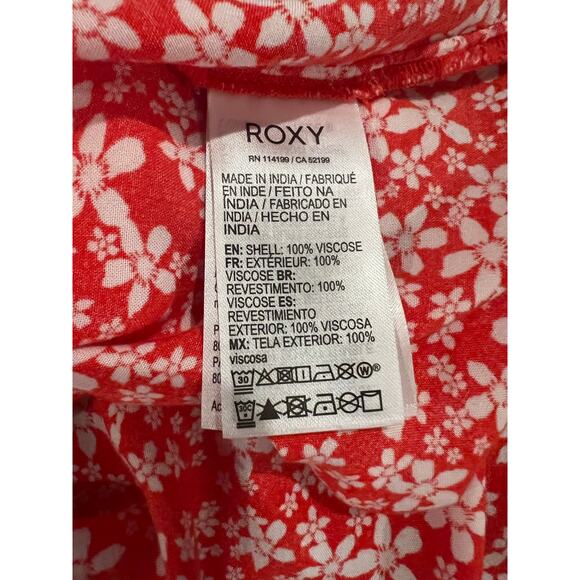 ROXY
RN 114199 / CA 52199
MADE IN INDIA / FABRIQUÉ
EN INDE / FEITO NA
ÍNDIA / FABRICADO EN
INDIA / HECHO EN
INDIA
EN: SHELL: 100% VISCOSE
FR: EXTÉRIEUR: 100%
VISCOSE BR:
REVESTIMENTO: 100%
VISCOSE ES:
REVESTIMIENTO
EXTERIOR: 100% VISCOSA
MX: TELA EXTERIOR: 100%
viscosa
30 W®
30C